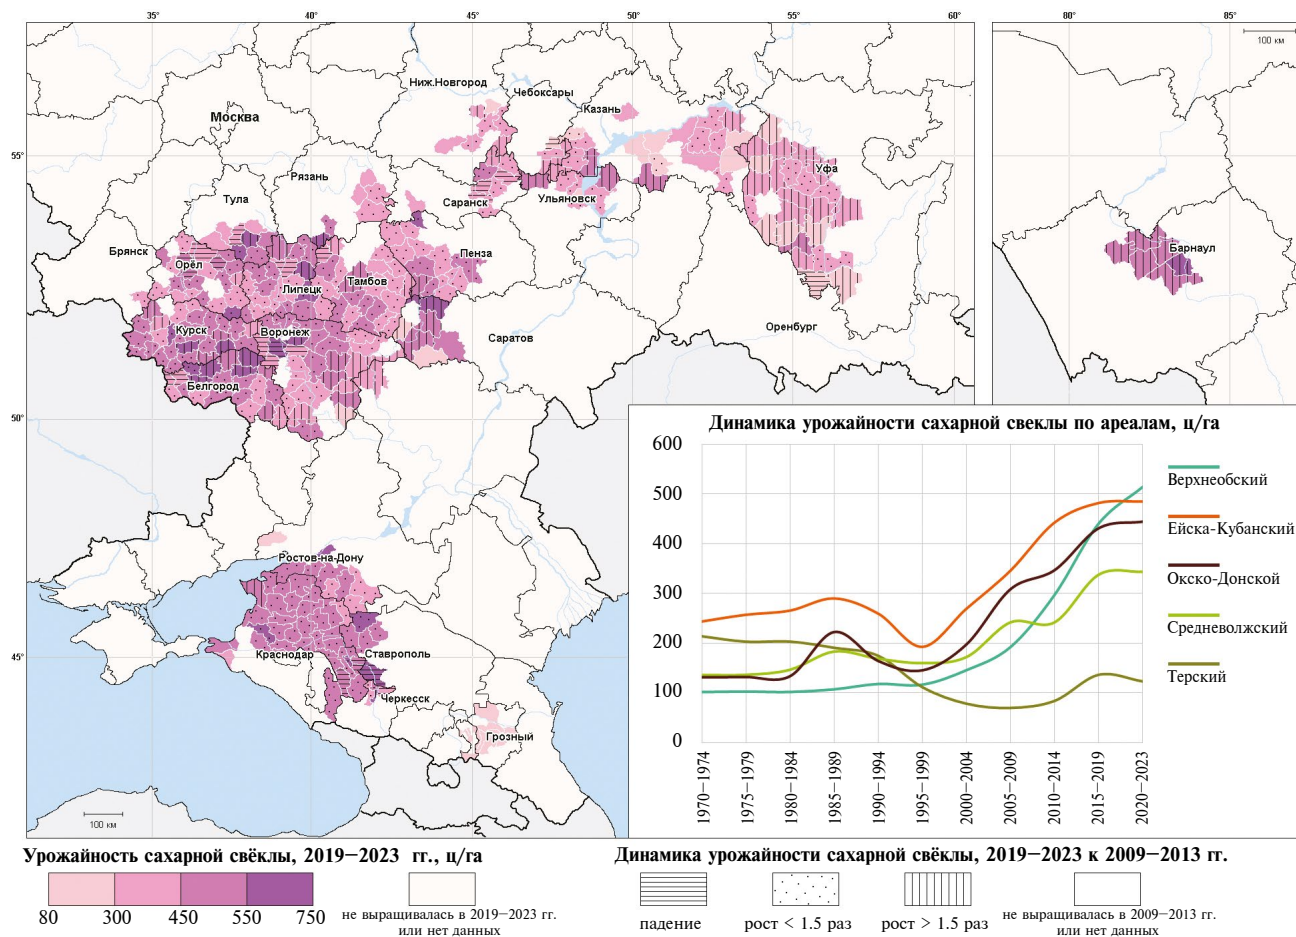 35°
40°
45°
50°
55°
60°
80°
85°
100 км
Ниж.Новгород
Чебоксары
Казань
Москва
55°
Рязань
Уфа
Тула
Саранск
Ульяновск
Брянск
Орёл
Пенза
Барнаул
Липецк
Тамбов
Курск
Воронеж
Саратов
Оренбург
Белгород
50°
Ростов-на-Дону
45°
Краснодар
Ставрополь
Черкесск
Грозный
100 км
Динамика урожайности сахарной свеклы по ареалам, ц/га
600
500
400
300
200
100
0
1970–1974
1975–1979
1980–1984
1985–1989
1990–1994
1995–1999
2000–2004
2005–2009
2010–2014
2015–2019
2020–2023
Верхнеобский
Ейска-Кубанский
Окско-Донской
Средневолжский
Терский
Урожайность сахарной свёклы, 2019–2023 гг., ц/га
80
300
450
550
750
не выращивалась в 2019–2023 гг.
или нет данных
Динамика урожайности сахарной свёклы, 2019–2023 к 2009–2013 гг.
падение
рост < 1.5 раз
рост > 1.5 раз
не выращивалась в 2009–2013 гг.
или нет данных